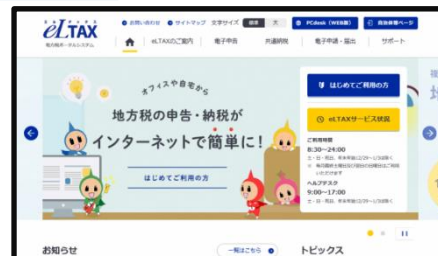 eLTAX
地方税ポータルシステム
お問い合わせ
サイトマップ
文字サイズ
標準
大
PCdesk（WEB版）
eLTAXのご案内
電子申告
共通納税
電子申請・届出
サポート
オフィスや自宅から
地方税の申告・納税が
インターネットで簡単に!
はじめてご利用の方
はじめてご利用の方
eLTAXサービス状況
ご利用時間
8:30～24:00
ヘルプデスク
9:00～17:00
お知らせ
一覧はこちら
トピックス